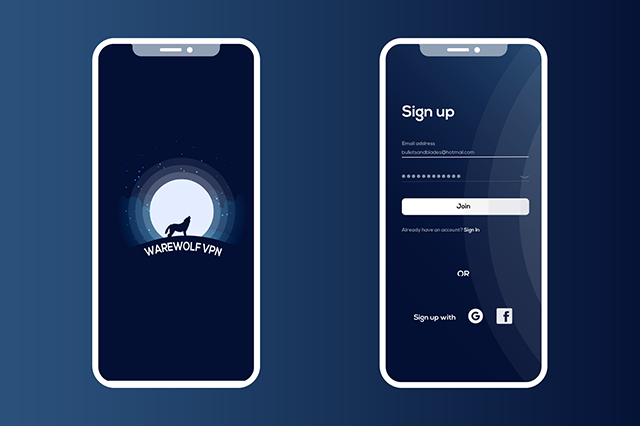 WAREWOLF VPN
Sign up
Email address
bulletsandblades@hotmail.com
Join
Already have an account? Sign In
OR
Sign up with
G f